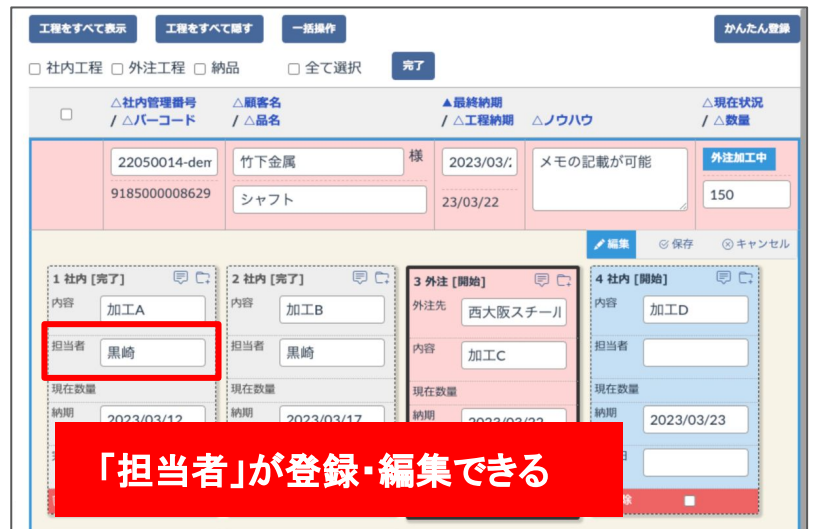 工程をすべて表示 工程をすべて隠す 一括操作 かんたん登録
社内工程 外注工程 納品 全て選択 完了
△社内管理番号 △顧客名 ▲最終納期 △現在状況
/ △バーコード / △品名 / △工程納期 △ノウハウ / △数量
22050014-den 竹下金属 様 2023/03/2 メモの記載が可能 外注加工中
9185000008629 シャフト 23/03/22 150
編集 保存 キャンセル
1 社内 [完了] 2 社内 [完了] 3 外注 [開始] 4 社内 [開始]
内容 加工A 内容 加工B 外注先 西大阪スチール 内容 加工D
担当者 黒崎 担当者 黒崎 内容 加工C 担当者
現在数量 現在数量 現在数量 現在数量
納期 2023/03/12 納期 2023/03/17 納期 2023/03/22 納期 2023/03/23
「担当者」が登録・編集できる